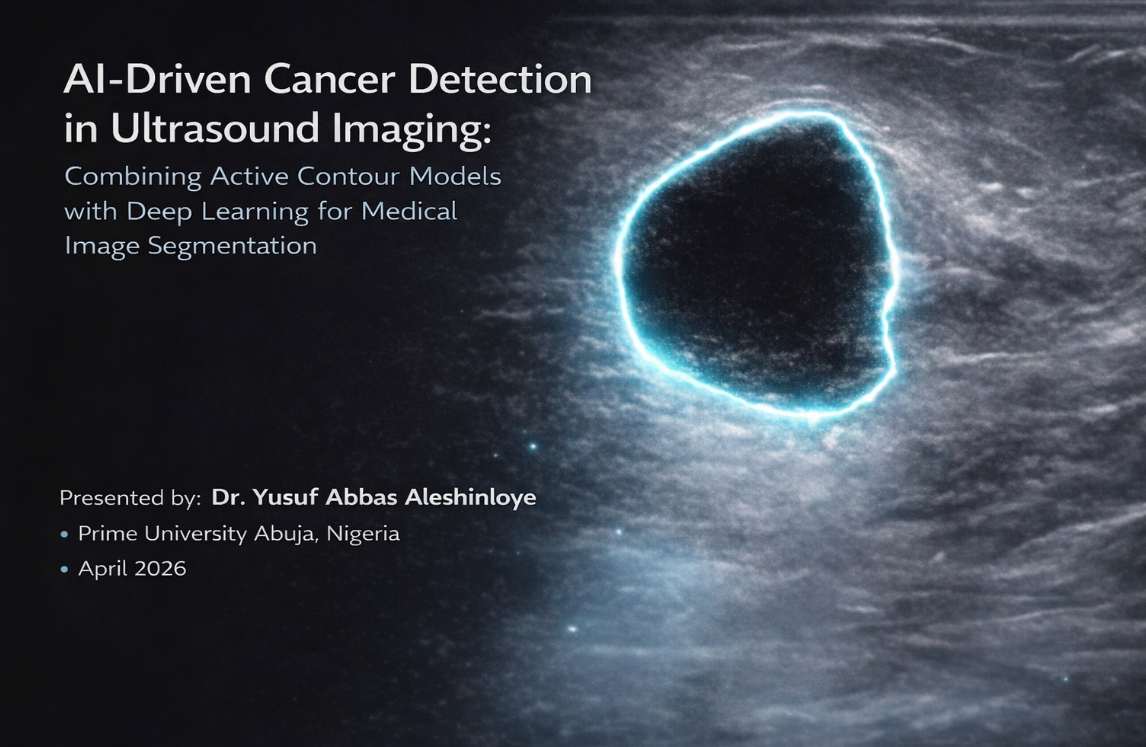 AI-Driven Cancer Detection
in Ultrasound Imaging:
Combining Active Contour Models
with Deep Learning for Medical
Image Segmentation
Presented by: Dr. Yusuf Abbas Aleshinloye
• Prime University Abuja, Nigeria
• April 2026